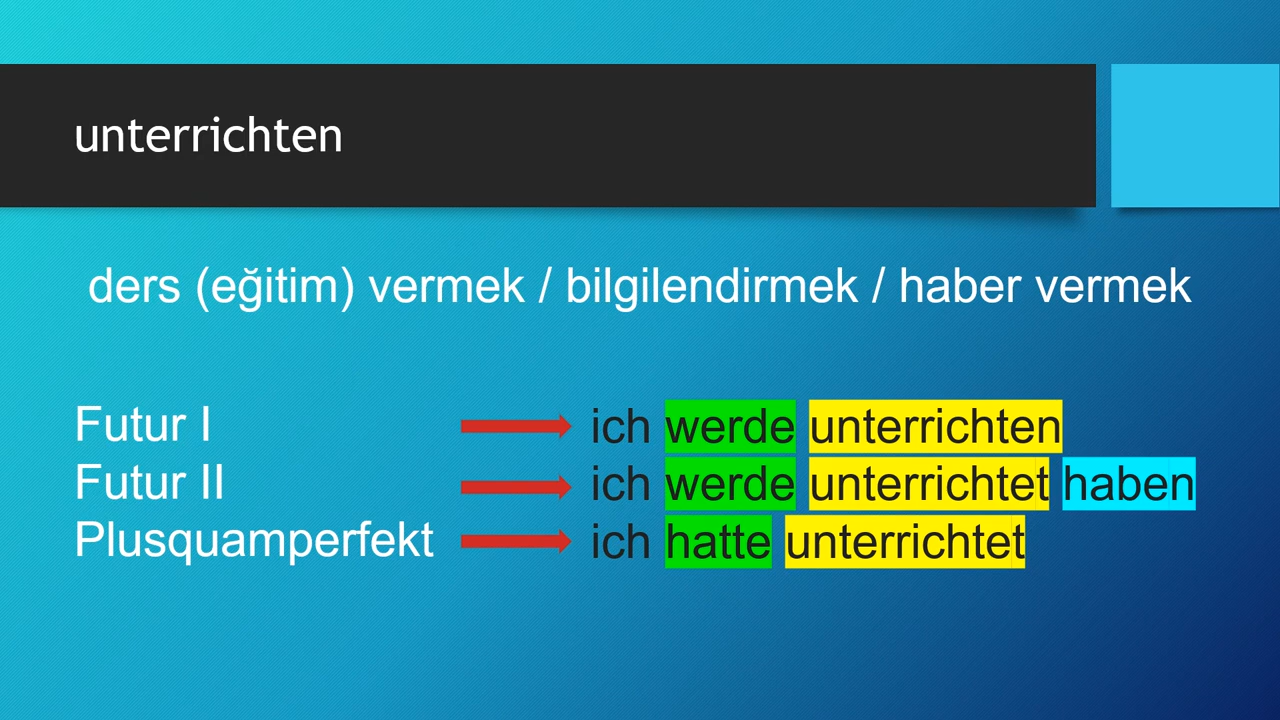 unterrichten
ders (eğitim) vermek / bilgilendirmek / haber vermek
Futur I ich werde unterrichten
Futur II ich werde unterrichtet haben
Plusquamperfekt ich hatte unterrichtet